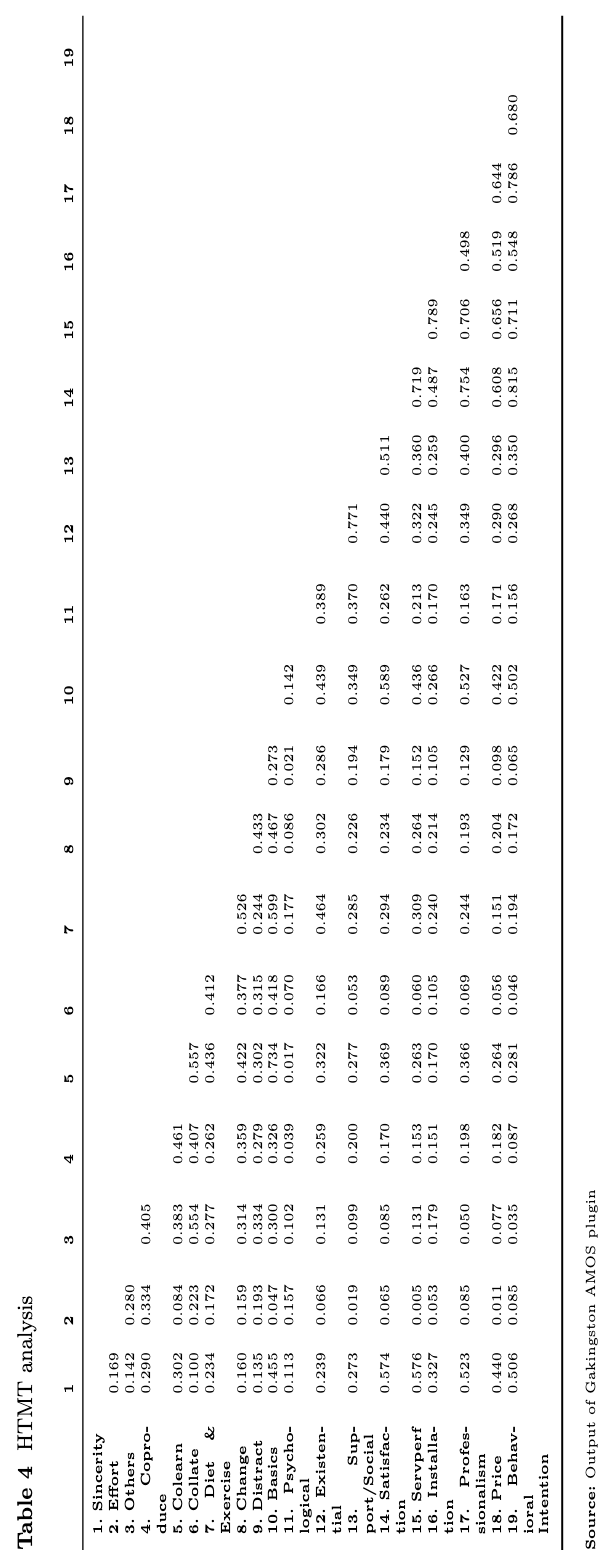 Table 4 HTMT analysis
1 2 3 4 5 6 7 8 9 10 11 12 13 14 15 16 17 18 19
1. Sincerity
2. Effort 0.169
3. Others 0.142 0.280
4. Copro- 0.290 0.334 0.405
duce
5. Colearn 0.302 0.084 0.383 0.461
6. Collate 0.100 0.223 0.554 0.407 0.557
7. Diet & 0.234 0.172 0.277 0.262 0.436 0.412
Exercise
8. Change 0.160 0.159 0.314 0.359 0.422 0.377 0.526
9. Distract 0.135 0.193 0.334 0.279 0.302 0.315 0.244 0.433
10. Basics 0.455 0.047 0.300 0.326 0.734 0.418 0.599 0.467 0.273
11. Psycho- 0.113 0.157 0.102 0.039 0.017 0.070 0.177 0.086 0.021 0.142
logical
12. Existen- 0.239 0.066 0.131 0.259 0.322 0.166 0.464 0.302 0.286 0.439 0.389
tial
13. Sup- 0.273 0.019 0.099 0.200 0.277 0.053 0.285 0.226 0.194 0.349 0.370 0.771
port/Social
14. Satisfac- 0.574 0.065 0.085 0.170 0.369 0.089 0.294 0.234 0.179 0.589 0.262 0.440 0.511
tion
15. Servperf 0.576 0.005 0.131 0.153 0.263 0.060 0.309 0.264 0.152 0.436 0.213 0.322 0.360 0.719
16. Installa- 0.327 0.053 0.179 0.151 0.170 0.105 0.240 0.214 0.105 0.266 0.170 0.245 0.259 0.487 0.789
tion
17. Profes- 0.523 0.085 0.050 0.198 0.366 0.069 0.244 0.193 0.129 0.527 0.163 0.349 0.400 0.754 0.706 0.498
sionalism
18. Price 0.440 0.011 0.077 0.182 0.264 0.056 0.151 0.204 0.098 0.422 0.171 0.290 0.296 0.608 0.656 0.519 0.644
19. Behav- 0.506 0.085 0.035 0.087 0.281 0.046 0.194 0.172 0.065 0.502 0.156 0.268 0.350 0.815 0.711 0.548 0.786 0.680
ioral
Intention
Source: Output of Gakingston AMOS plugin